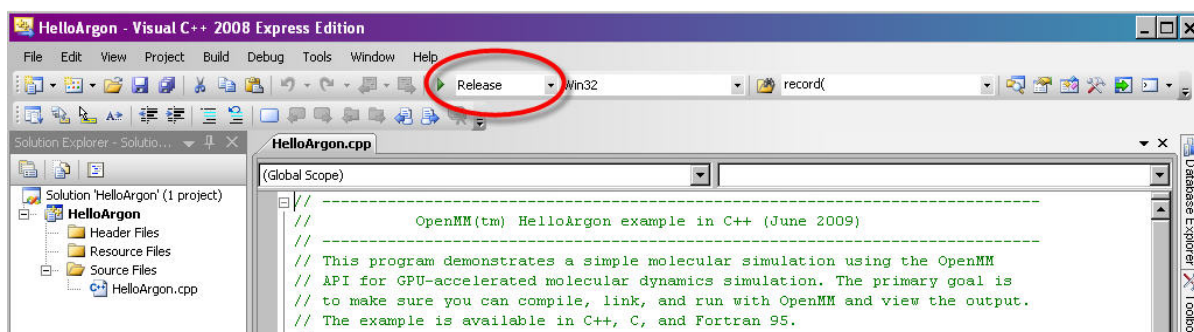 HelloArgon - Visual C++ 2008 Express Edition
File Edit View Project Build Debug Tools Window Help
Release Win32 record(
Solution Explorer - Solutio...
HelloArgon.cpp
(Global Scope)
Solution 'HelloArgon' (1 project)
HelloArgon
Header Files
Resource Files
Source Files
HelloArgon.cpp
// -----------------------------------------------------------------------------
// OpenMM(tm) HelloArgon example in C++ (June 2009)
// -----------------------------------------------------------------------------
// This program demonstrates a simple molecular simulation using the OpenMM
// API for GPU-accelerated molecular dynamics simulation. The primary goal is
// to make sure you can compile, link, and run with OpenMM and view the output.
// The example is available in C++, C, and Fortran 95.
Database Explorer